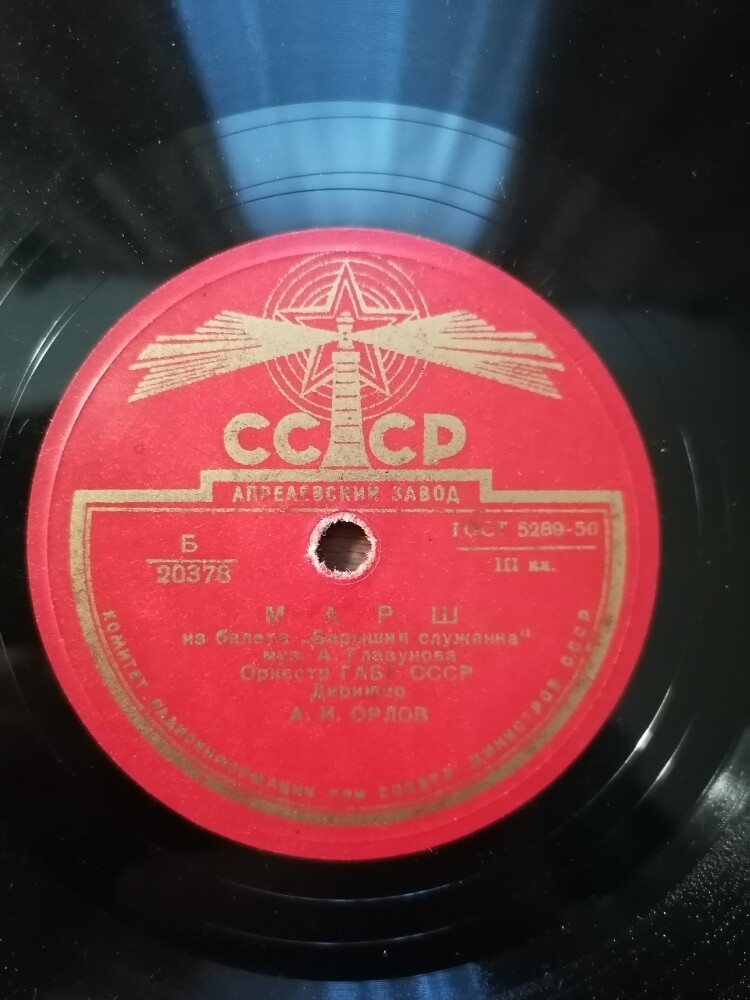 СССР
АПРЕЛЕВСКИЙ ЗАВОД
Б
20378
ГОСТ 5289-50
III кл.
МАРШ
из балета „Барышня служанка“
муз. А. Глазунова
Оркестр ГАБТ СССР
Дирижер
А. И. ОРЛОВ
КОМИТЕТ РАДИОИНФОРМАЦИИ ПРИ СОВЕТЕ МИНИСТРОВ СССР